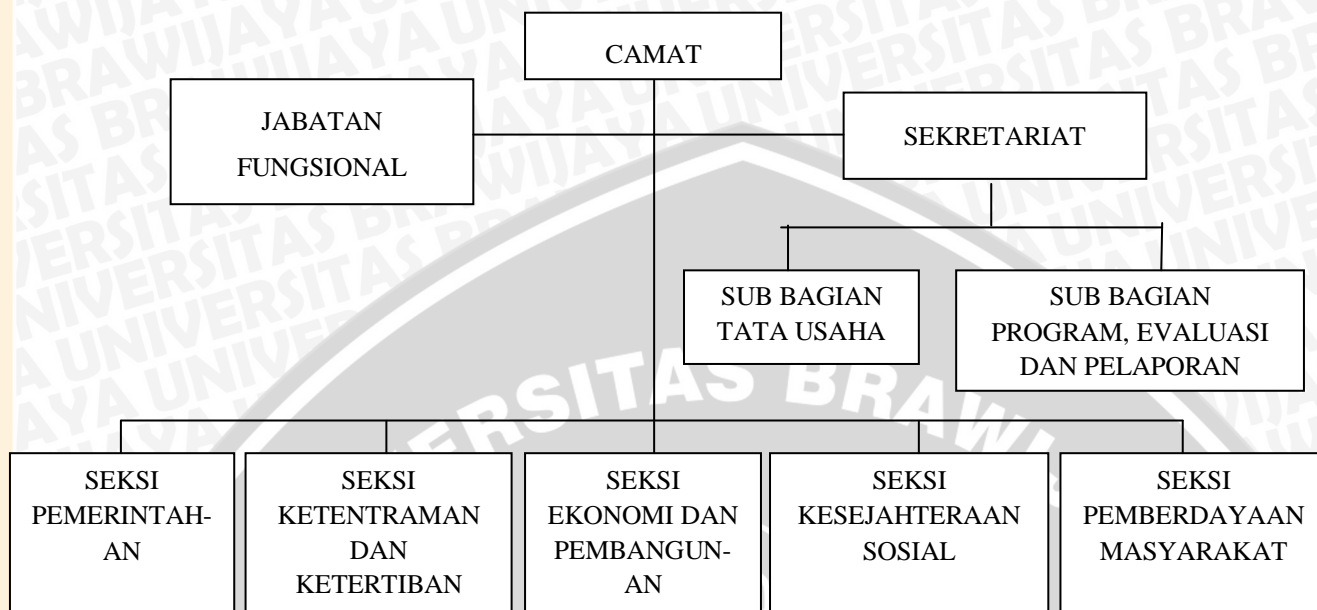 CAMAT
JABATAN
FUNGSIONAL
SEKRETARIAT
SUB BAGIAN
TATA USAHA
SUB BAGIAN
PROGRAM, EVALUASI
DAN PELAPORAN
SEKSI
PEMERINTAH-
AN
SEKSI
KETENTRAMAN
DAN
KETERTIBAN
SEKSI
EKONOMI DAN
PEMBANGUN-
AN
SEKSI
KESEJAHTERAAN
SOSIAL
SEKSI
PEMBERDAYAAN
MASYARAKAT